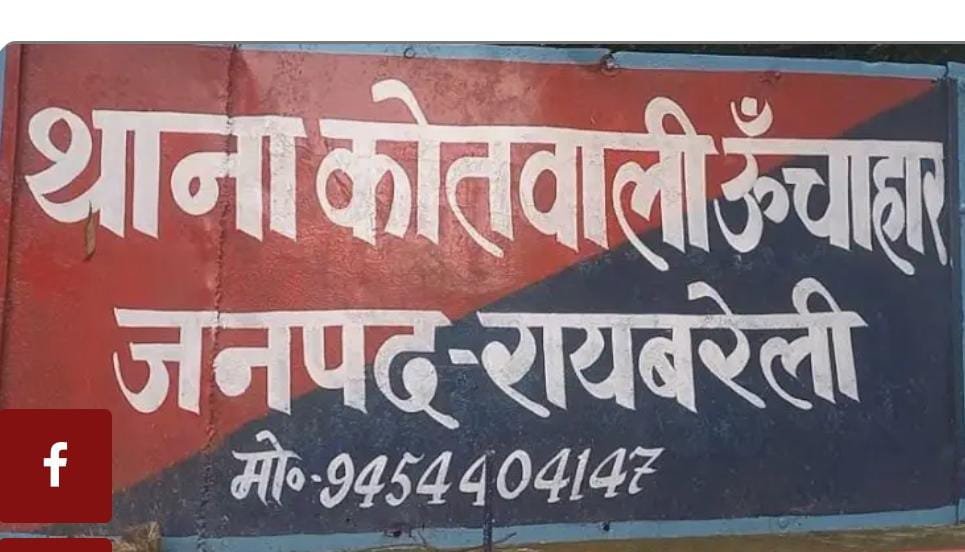 थाना कोतवाली ऊँचाहार
जनपद-रायबरेली
मो०-9454404147
f